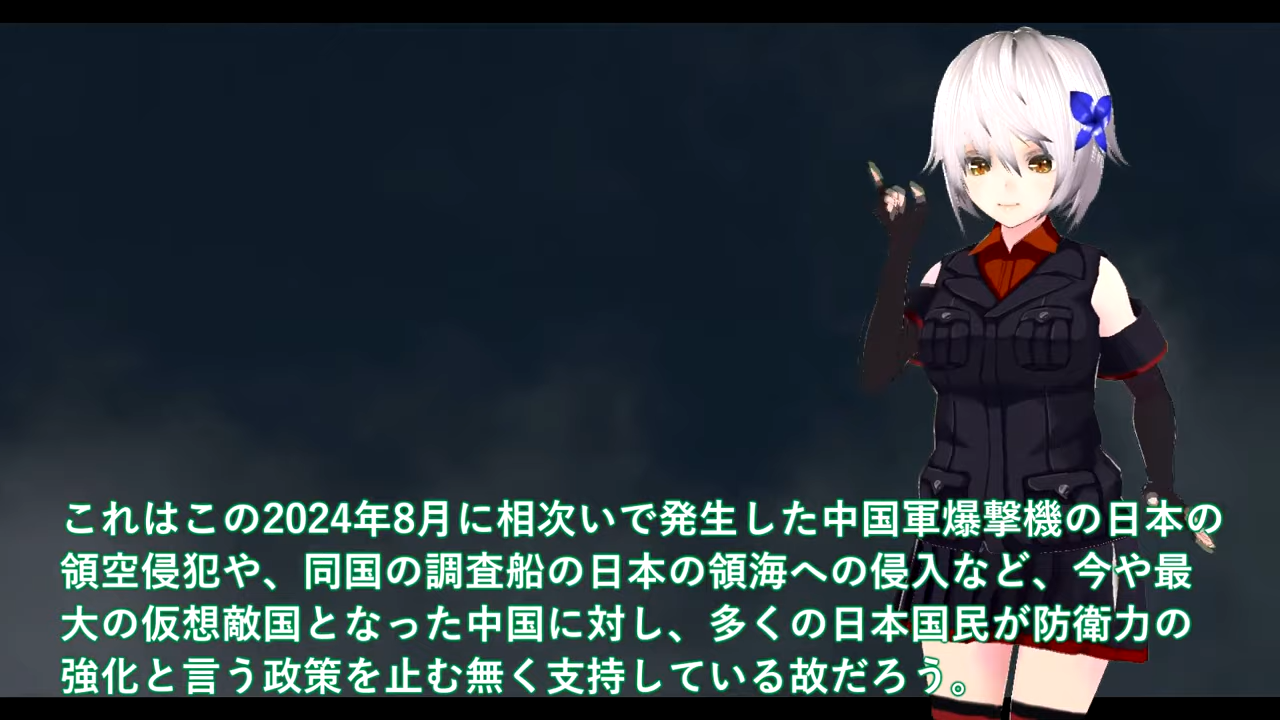 これはこの2024年8月に相次いで発生した中国軍爆撃機の日本の
領空侵犯や、同国の調査船の日本の領海への侵入など、今や最
大の仮想敵国となった中国に対し、多くの日本国民が防衛力の
強化と言う政策を止む無く支持している故だろう。